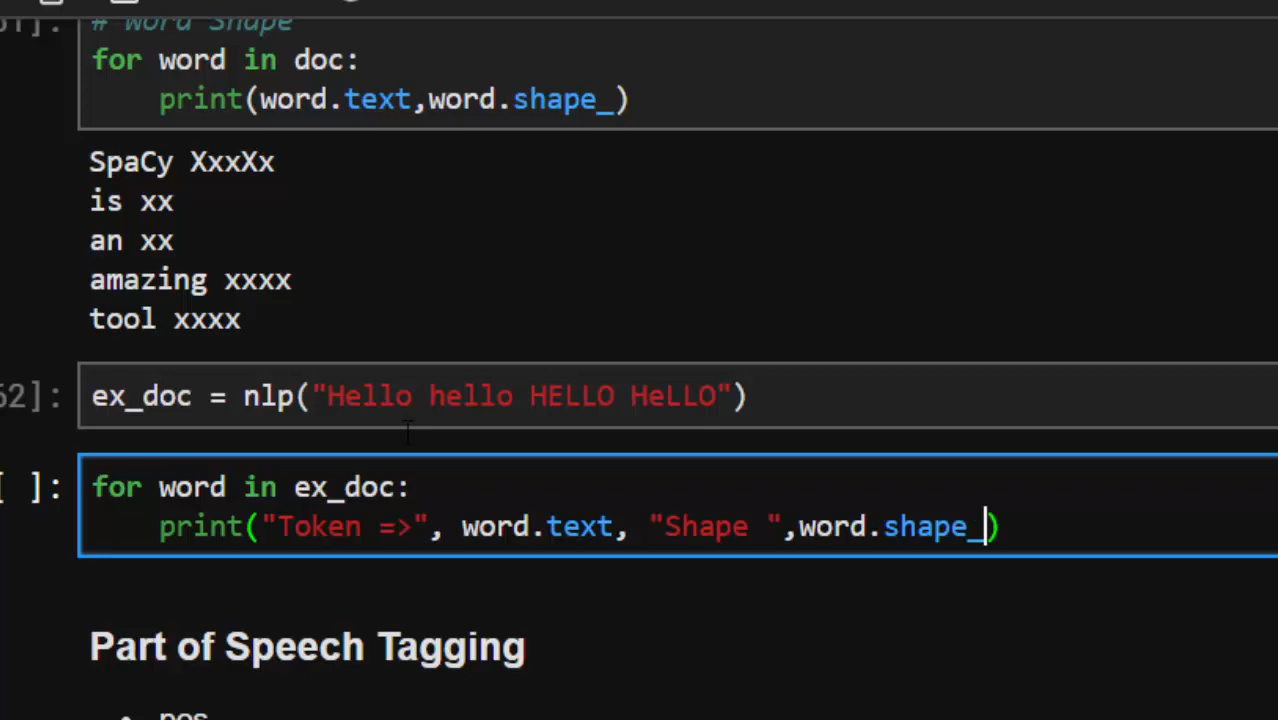 # Word Shape
for word in doc:
    print(word.text,word.shape_)
SpaCy XxxXx
is xx
an xx
amazing xxxx
tool xxxx
62]: ex_doc = nlp("Hello hello HELLO HeLLO")
[ ]: for word in ex_doc:
    print("Token =>", word.text, "Shape ",word.shape_)
Part of Speech Tagging
• pos